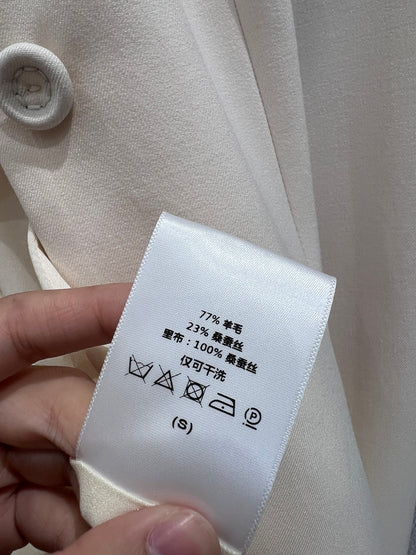 77% 羊毛
23% 桑蚕丝
里布：100% 桑蚕丝
仅可干洗
P
(S)